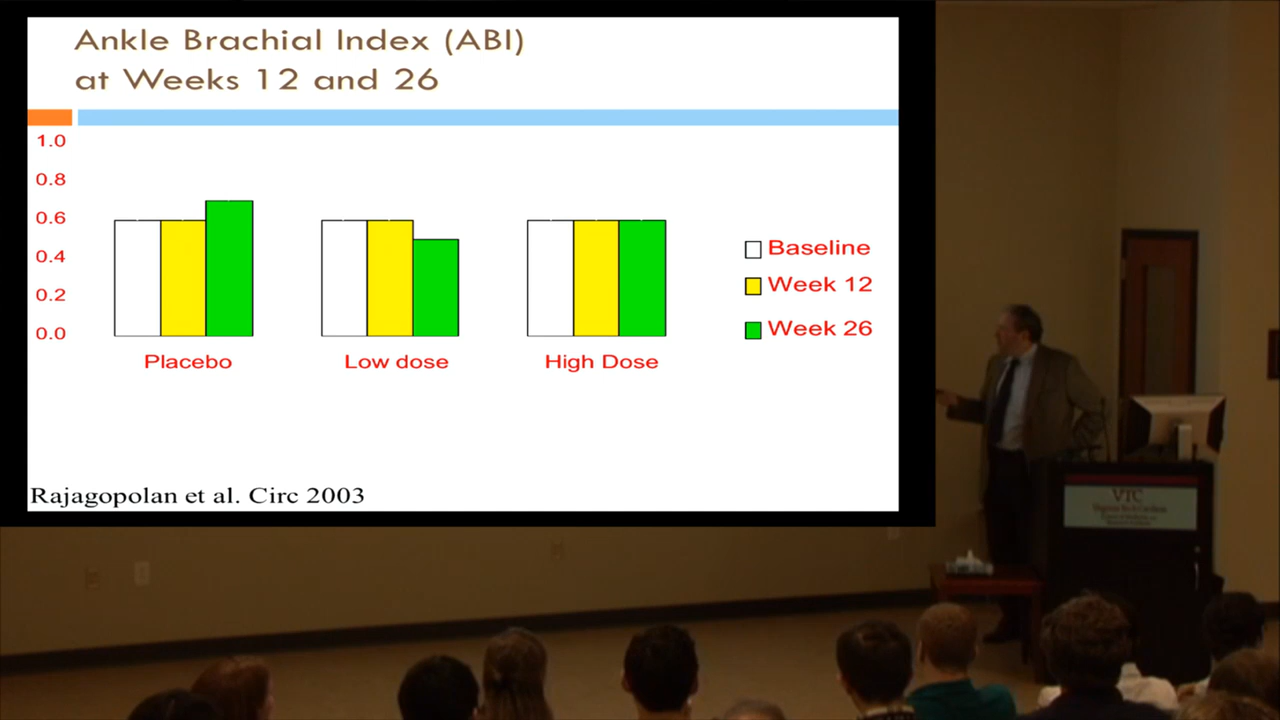 Ankle Brachial Index (ABI)
at Weeks 12 and 26
1.0
0.8
0.6
0.4
0.2
0.0
Placebo
Low dose
High Dose
Baseline
Week 12
Week 26
Rajagopolan et al. Circ 2003
VTC